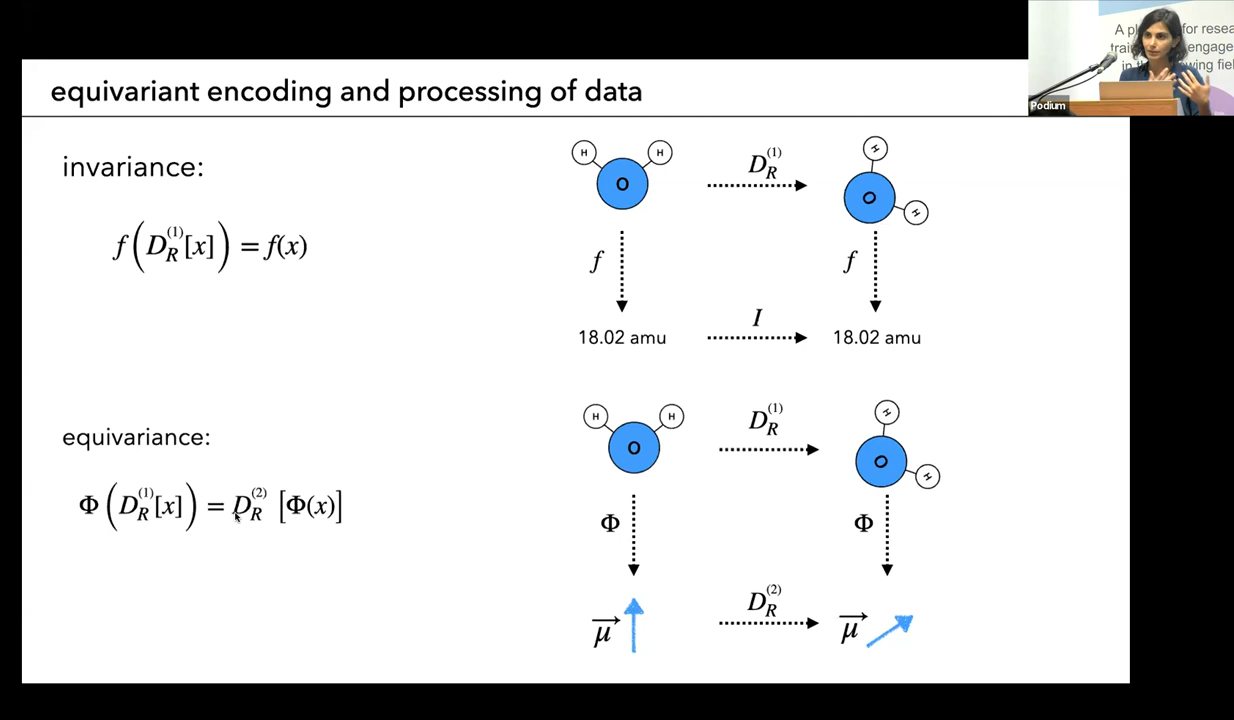 A pl for resea
trai engage
in t wing fiel
Podium
equivariant encoding and processing of data
invariance:
f(D_R^(1)[x]) = f(x)
H H
O
D_R^(1)
H
O
H
f f
I
18.02 amu 18.02 amu
equivariance:
Φ(D_R^(1)[x]) = D_R^(2) [Φ(x)]
H H
O
D_R^(1)
H
O
H
Φ Φ
D_R^(2)
μ⃗ μ⃗